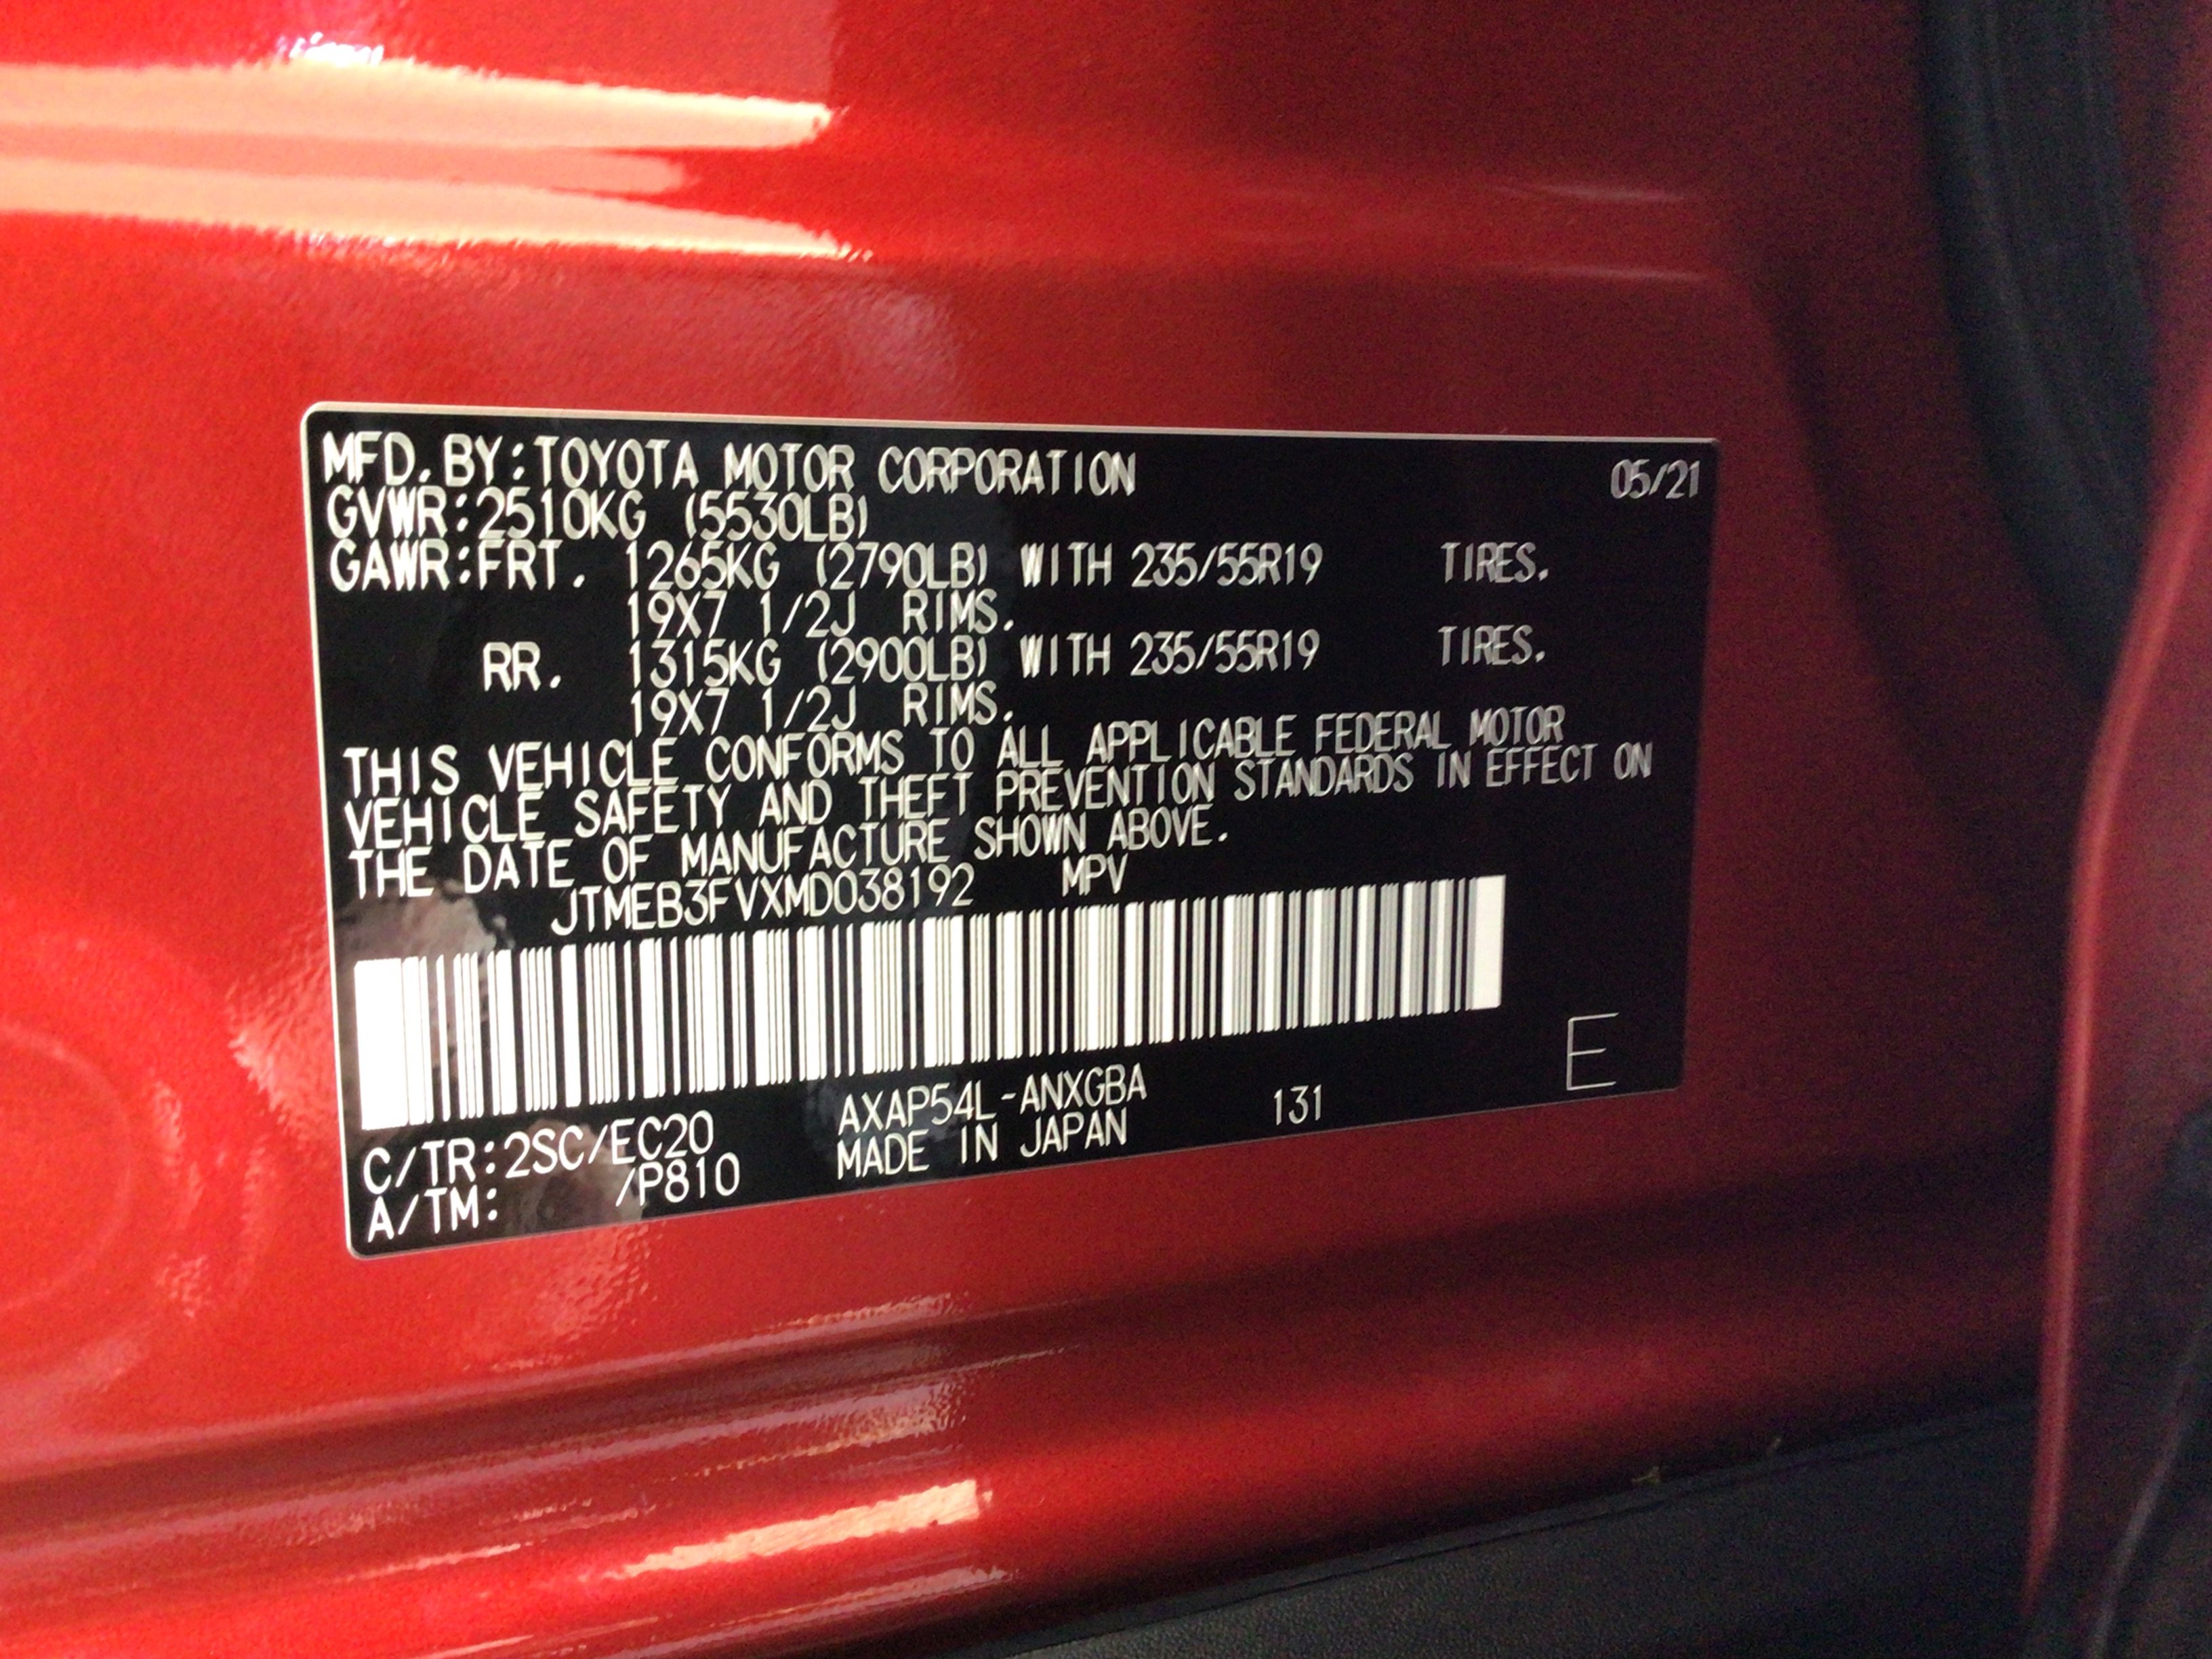 MFD.BY:TOYOTA MOTOR CORPORATION 05/21
GVWR:2510KG (5530LB)
GAWR:FRT. 1265KG (2790LB) WITH 235/55R19 TIRES.
19X7 1/2J RIMS.
RR. 1315KG (2900LB) WITH 235/55R19 TIRES.
19X7 1/2J RIMS.
THIS VEHICLE CONFORMS TO ALL APPLICABLE FEDERAL MOTOR
VEHICLE SAFETY AND THEFT PREVENTION STANDARDS IN EFFECT ON
THE DATE OF MANUFACTURE SHOWN ABOVE.
JTMEB3FVXMD038192 MPV
E
C/TR:2SC/EC20 AXAP54L-ANXGBA 131
A/TM: /P810 MADE IN JAPAN